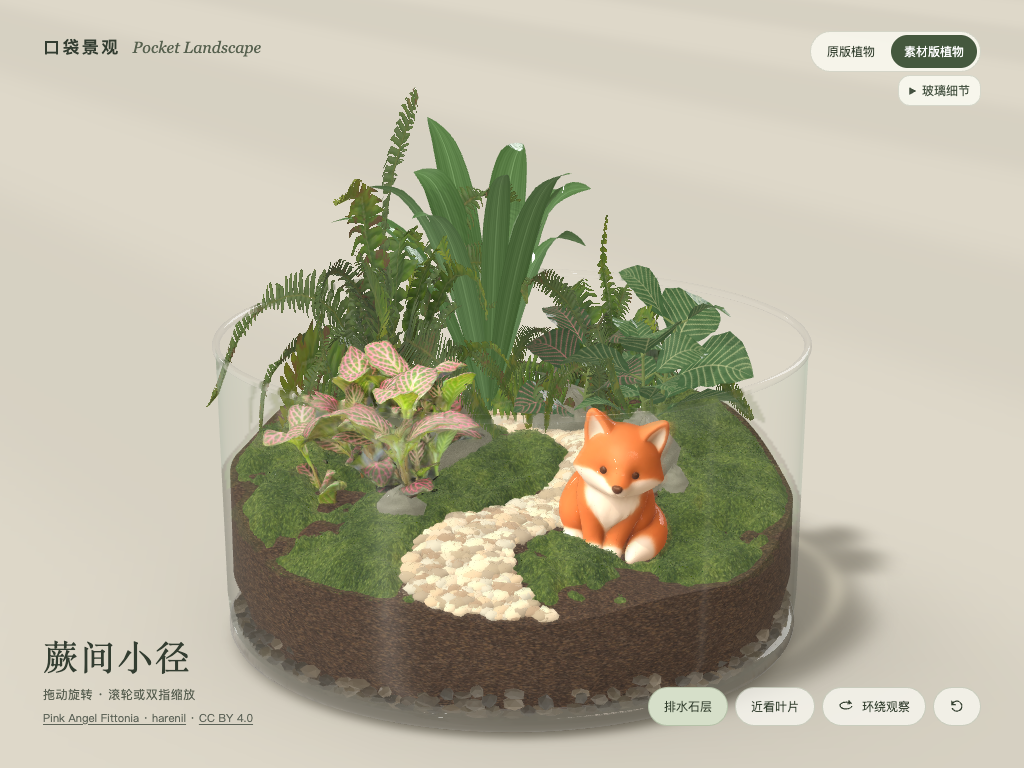 口袋景观 Pocket Landscape
原版植物 素材版植物
▶ 玻璃细节
蕨间小径
拖动旋转 · 滚轮或双指缩放
Pink Angel Fittonia · harenil · CC BY 4.0
排水石层 近看叶片 环绕观察